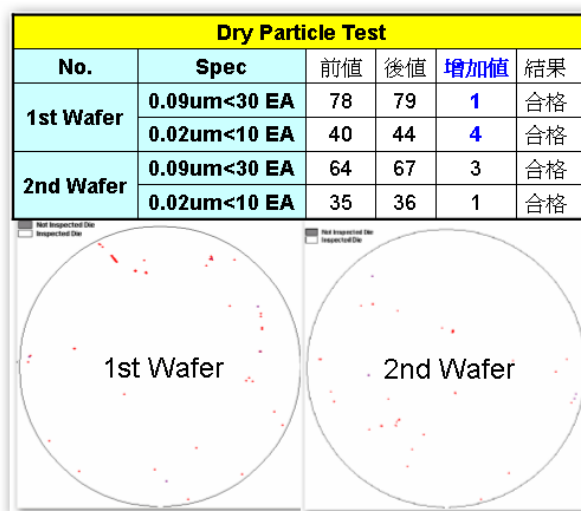 Dry Particle Test
No. Spec 前値 後値 增加値 結果
1st Wafer 0.09um<30 EA 78 79 1 合格
0.02um<10 EA 40 44 4 合格
2nd Wafer 0.09um<30 EA 64 67 3 合格
0.02um<10 EA 35 36 1 合格
Not Inspected Die
Inspected Die
Not Inspected Die
Inspected Die
1st Wafer
2nd Wafer